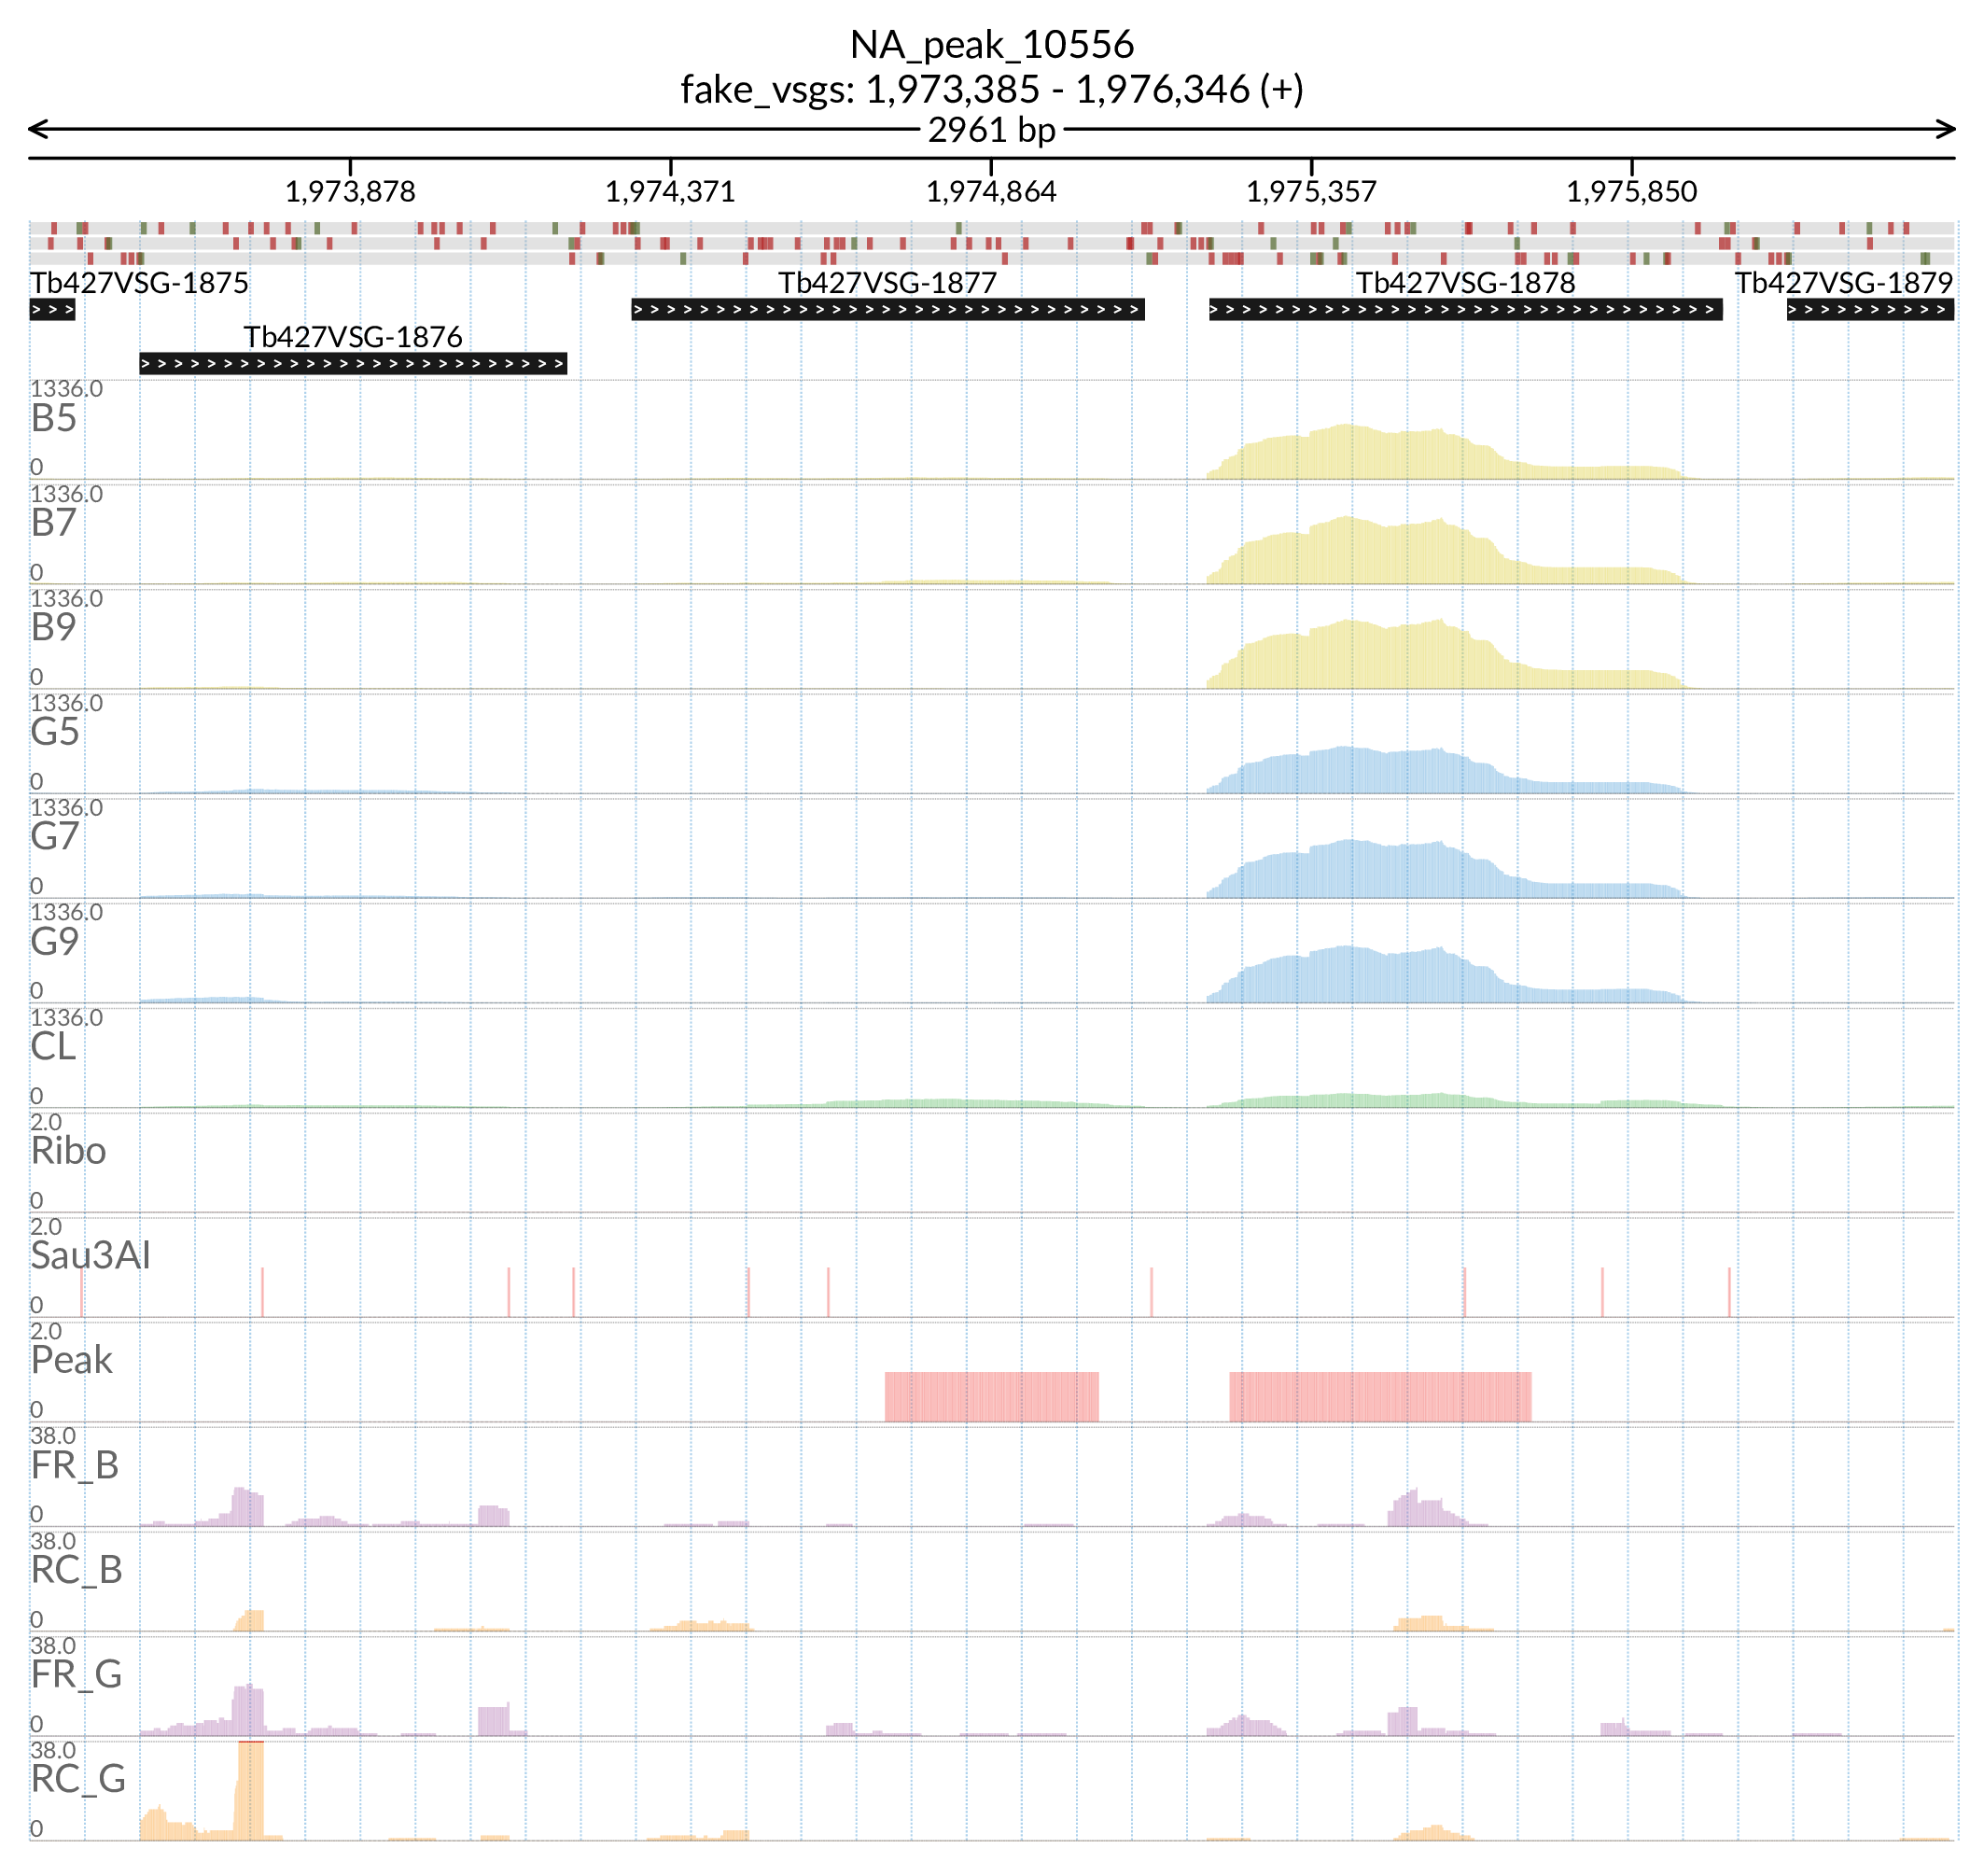 NA_peak_10556
fake_vsgs: 1,973,385 - 1,976,346 (+)
2961 bp
1,973,878 1,974,371 1,974,864 1,975,357 1,975,850
Tb427VSG-1875 Tb427VSG-1877 Tb427VSG-1878 Tb427VSG-1879
Tb427VSG-1876
1336.0
B5
0
1336.0
B7
0
1336.0
B9
0
1336.0
G5
0
1336.0
G7
0
1336.0
G9
0
1336.0
CL
0
2.0
Ribo
0
2.0
Sau3AI
0
2.0
Peak
0
38.0
FR_B
0
38.0
RC_B
0
38.0
FR_G
0
38.0
RC_G
0